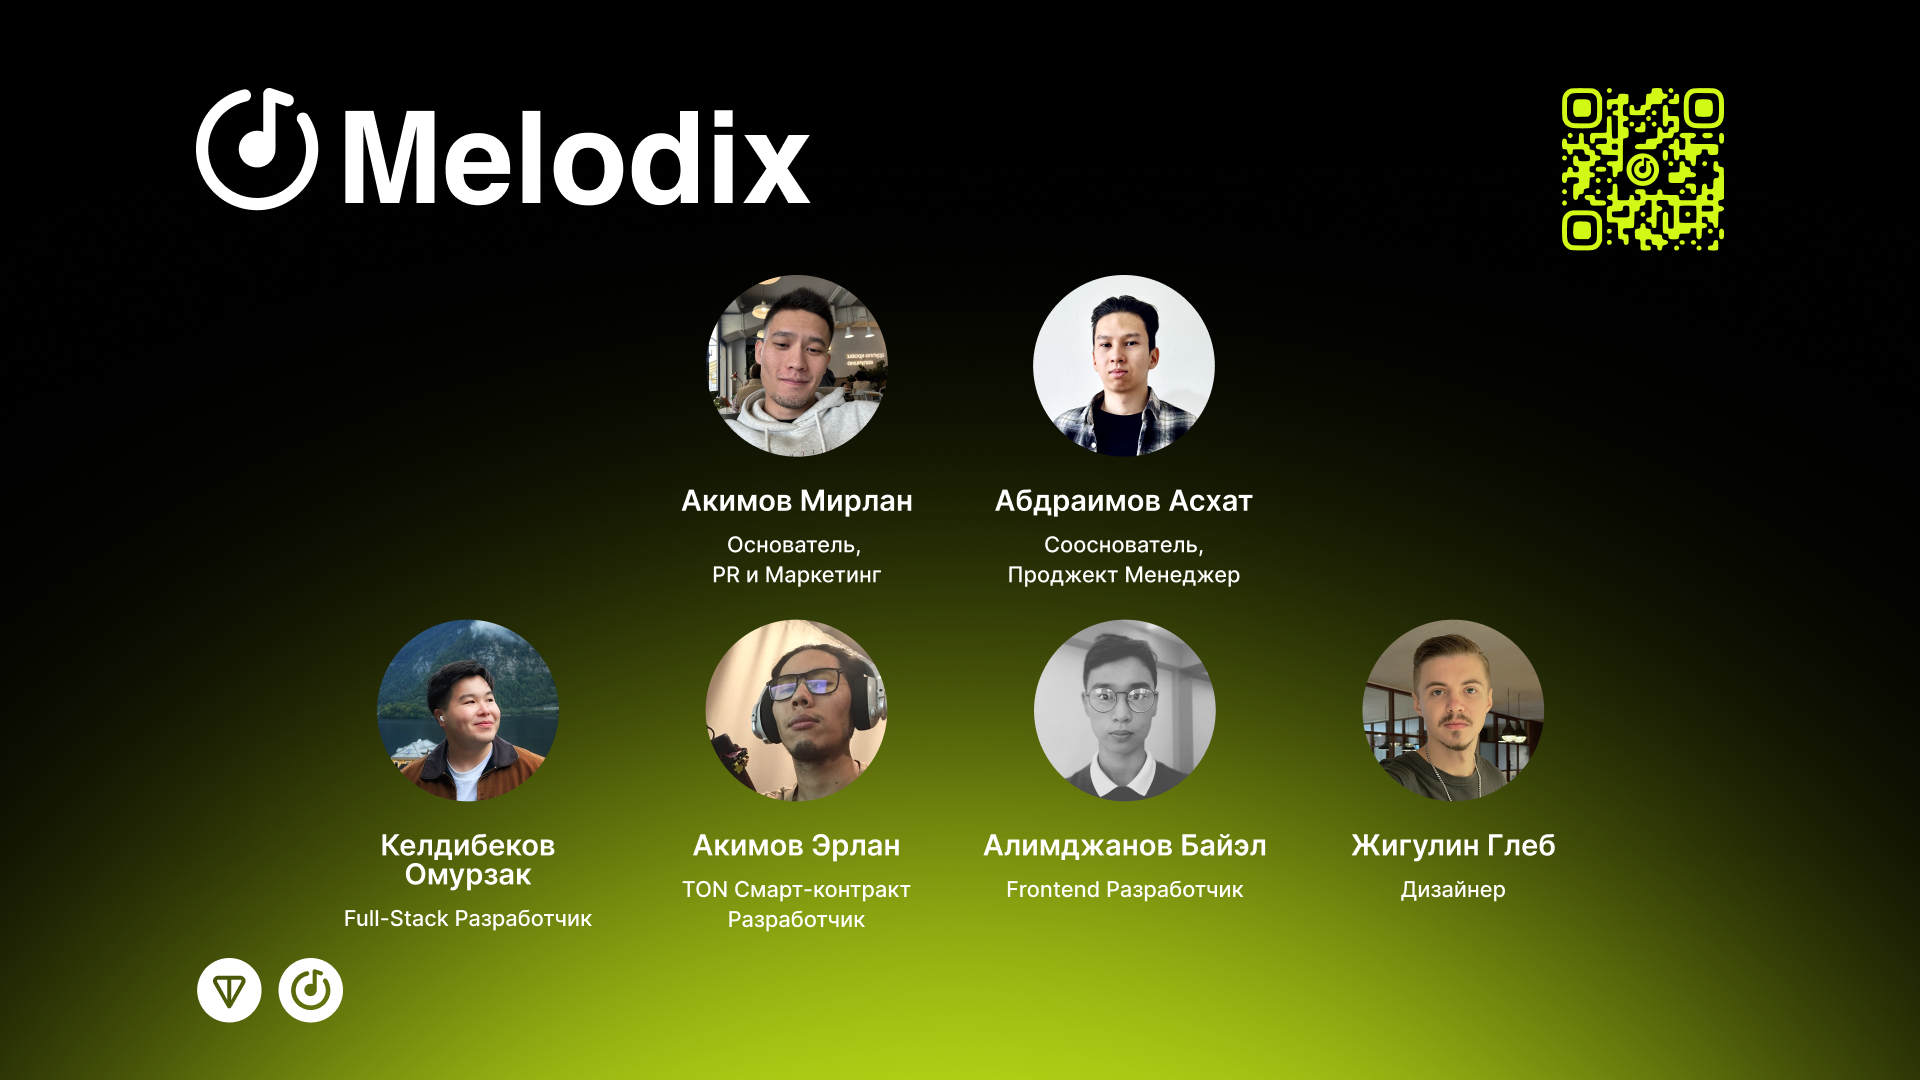 Melodix
Акимов Мирлан
Основатель,
PR и Маркетинг
Абдраимов Асхат
Сооснователь,
Проджект Менеджер
Келдибеков
Омурзак
Full-Stack Разработчик
Акимов Эрлан
TON Смарт-контракт
Разработчик
Алимджанов Байэл
Frontend Разработчик
Жигулин Глеб
Дизайнер